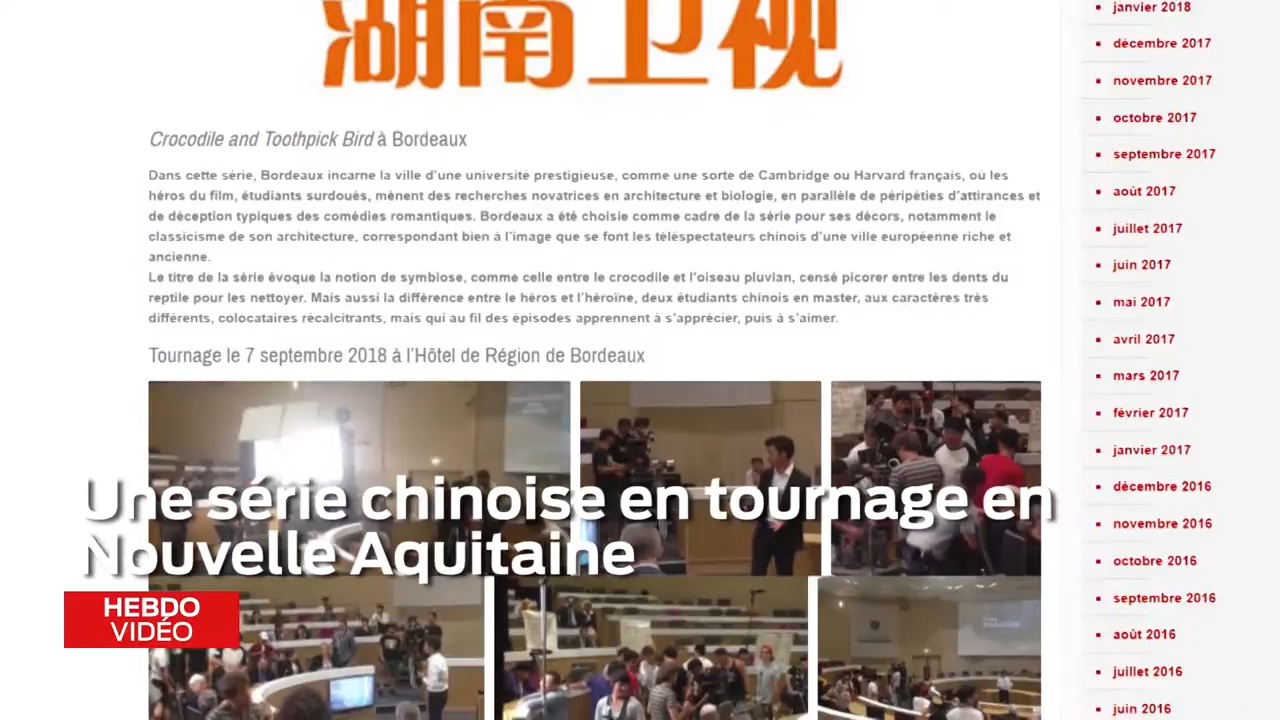 湖南卫视
Crocodile and Toothpick Bird à Bordeaux
Dans cette série, Bordeaux incarne la ville d'une université prestigieuse, comme une sorte de Cambridge ou Harvard français, où les
héros du film, étudiants surdoués, mènent des recherches novatrices en architecture et biologie, en parallèle de péripéties d'attirances et
de déception typiques des comédies romantiques. Bordeaux a été choisie comme cadre de la série pour ses décors, notamment le
classicisme de son architecture, correspondant bien à l'image que se font les téléspectateurs chinois d'une ville européenne riche et
ancienne.
Le titre de la série évoque la notion de symbiose, comme celle entre le crocodile et l'oiseau pluvian, censé picorer entre les dents du
reptile pour les nettoyer. Mais aussi la différence entre le héros et l'héroïne, deux étudiants chinois en master, aux caractères très
différents, colocataires récalcitrants, mais qui au fil des épisodes apprennent à s'apprécier, puis à s'aimer.
Tournage le 7 septembre 2018 à l'Hôtel de Région de Bordeaux
Une série chinoise en tournage en
Nouvelle Aquitaine
HEBDO
VIDÉO
janvier 2018
décembre 2017
novembre 2017
octobre 2017
septembre 2017
août 2017
juillet 2017
juin 2017
mai 2017
avril 2017
mars 2017
février 2017
janvier 2017
décembre 2016
novembre 2016
octobre 2016
septembre 2016
août 2016
juillet 2016
juin 2016